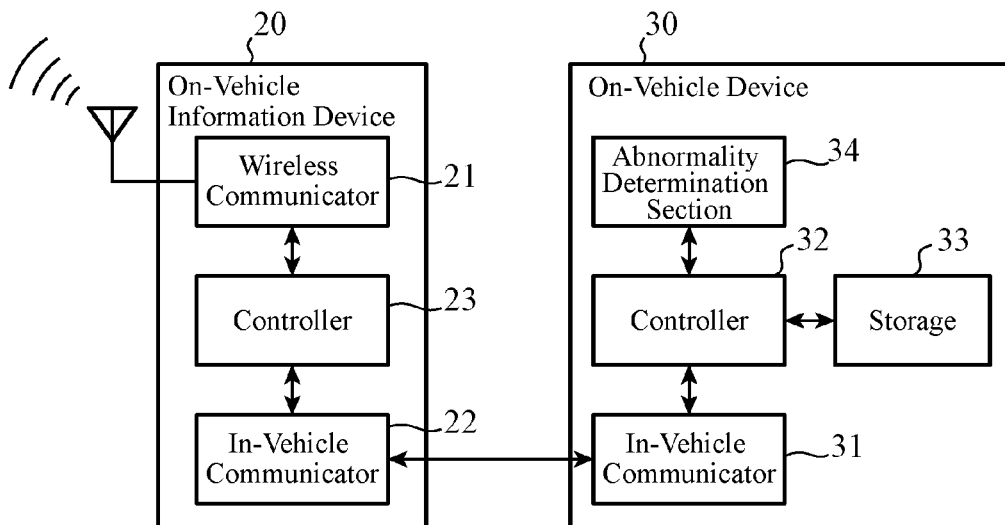 20
On-Vehicle
Information Device
Wireless
Communicator
21
Controller
23
In-Vehicle
Communicator
22
30
On-Vehicle Device
Abnormality
Determination
Section
34
Controller
32
Storage
33
In-Vehicle
Communicator
31